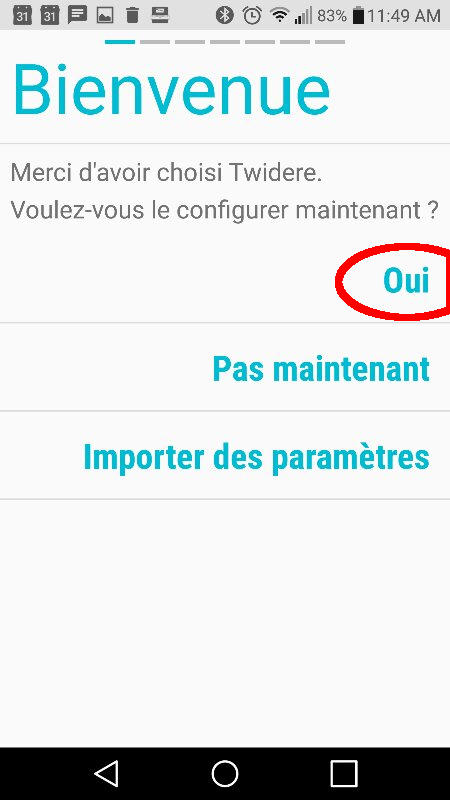 31 31 83% 11:49 AM
Bienvenue
Merci d'avoir choisi Twidere.
Voulez-vous le configurer maintenant ?
Oui
Pas maintenant
Importer des paramètres